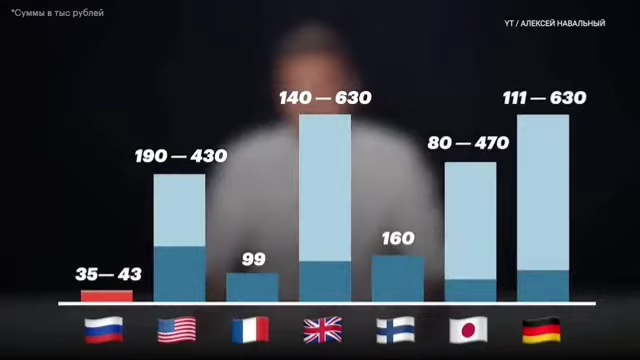 *Суммы в тыс рублей
YT / АЛЕКСЕЙ НАВАЛЬНЫЙ
140 — 630
111 — 630
190 — 430
80 — 470
160
99
35— 43